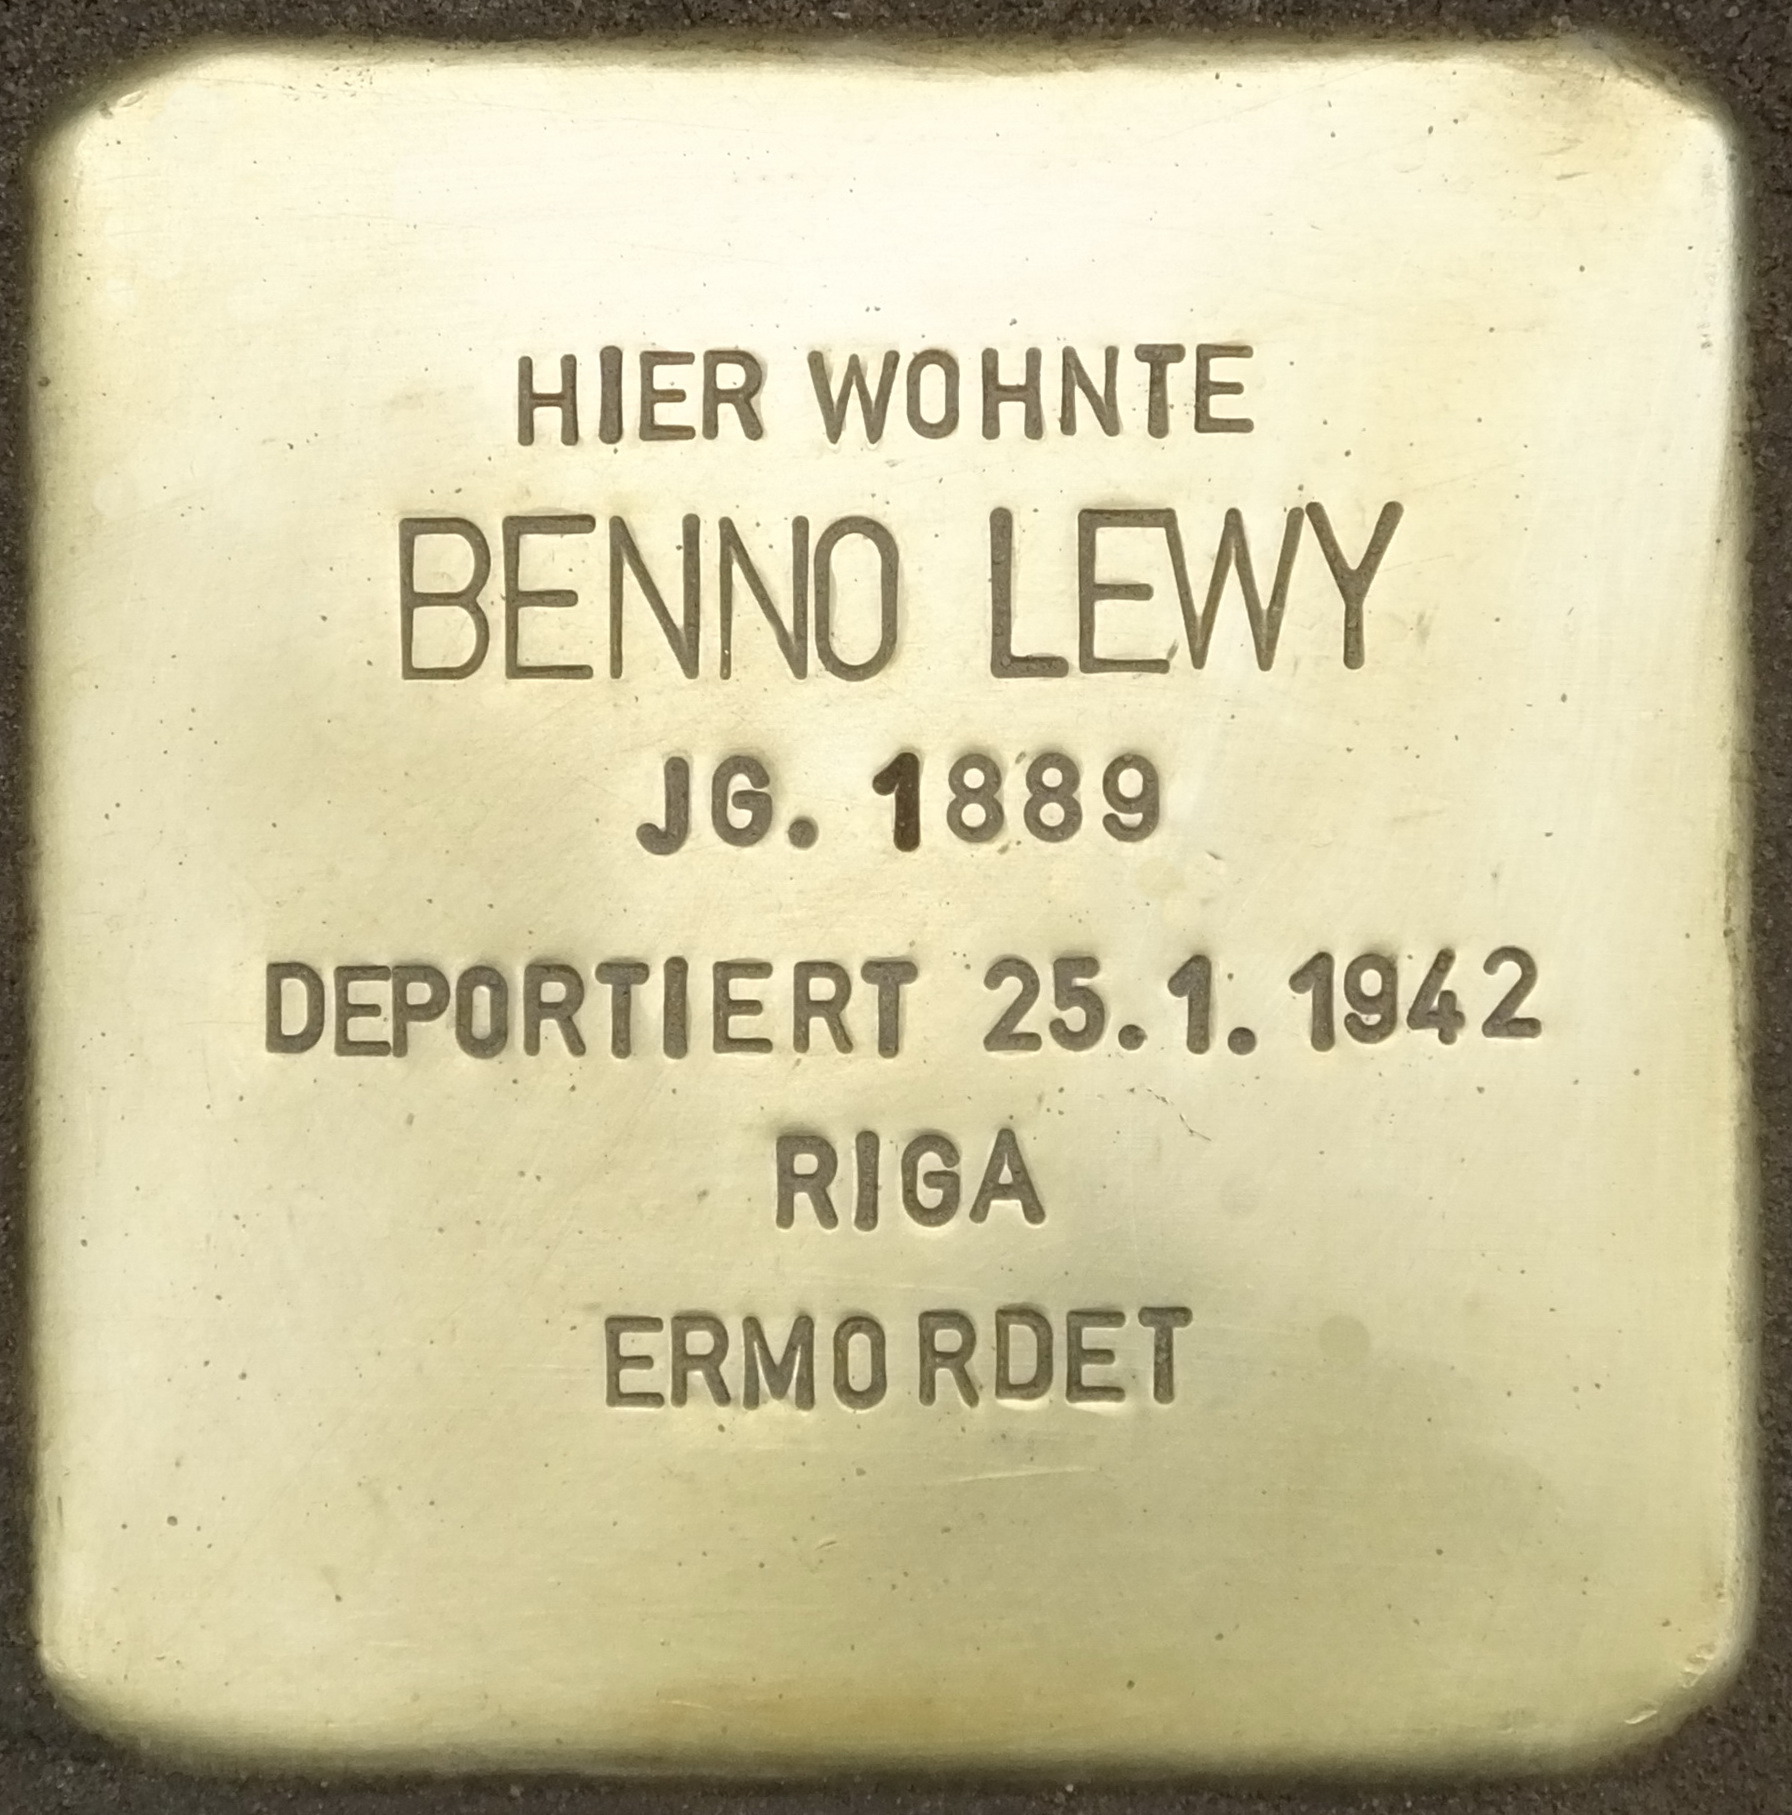 HIER WOHNTE
BENNO LEWY
JG. 1889
DEPORTIERT 25.1.1942
RIGA
ERMORDET